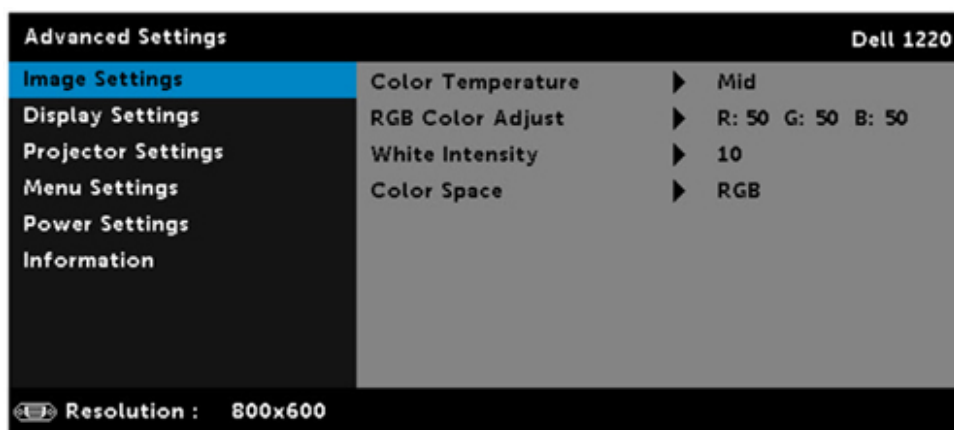 Advanced Settings Dell 1220
Image Settings Color Temperature Mid
Display Settings RGB Color Adjust R: 50 G: 50 B: 50
Projector Settings White Intensity 10
Menu Settings Color Space RGB
Power Settings
Information
Resolution : 800x600